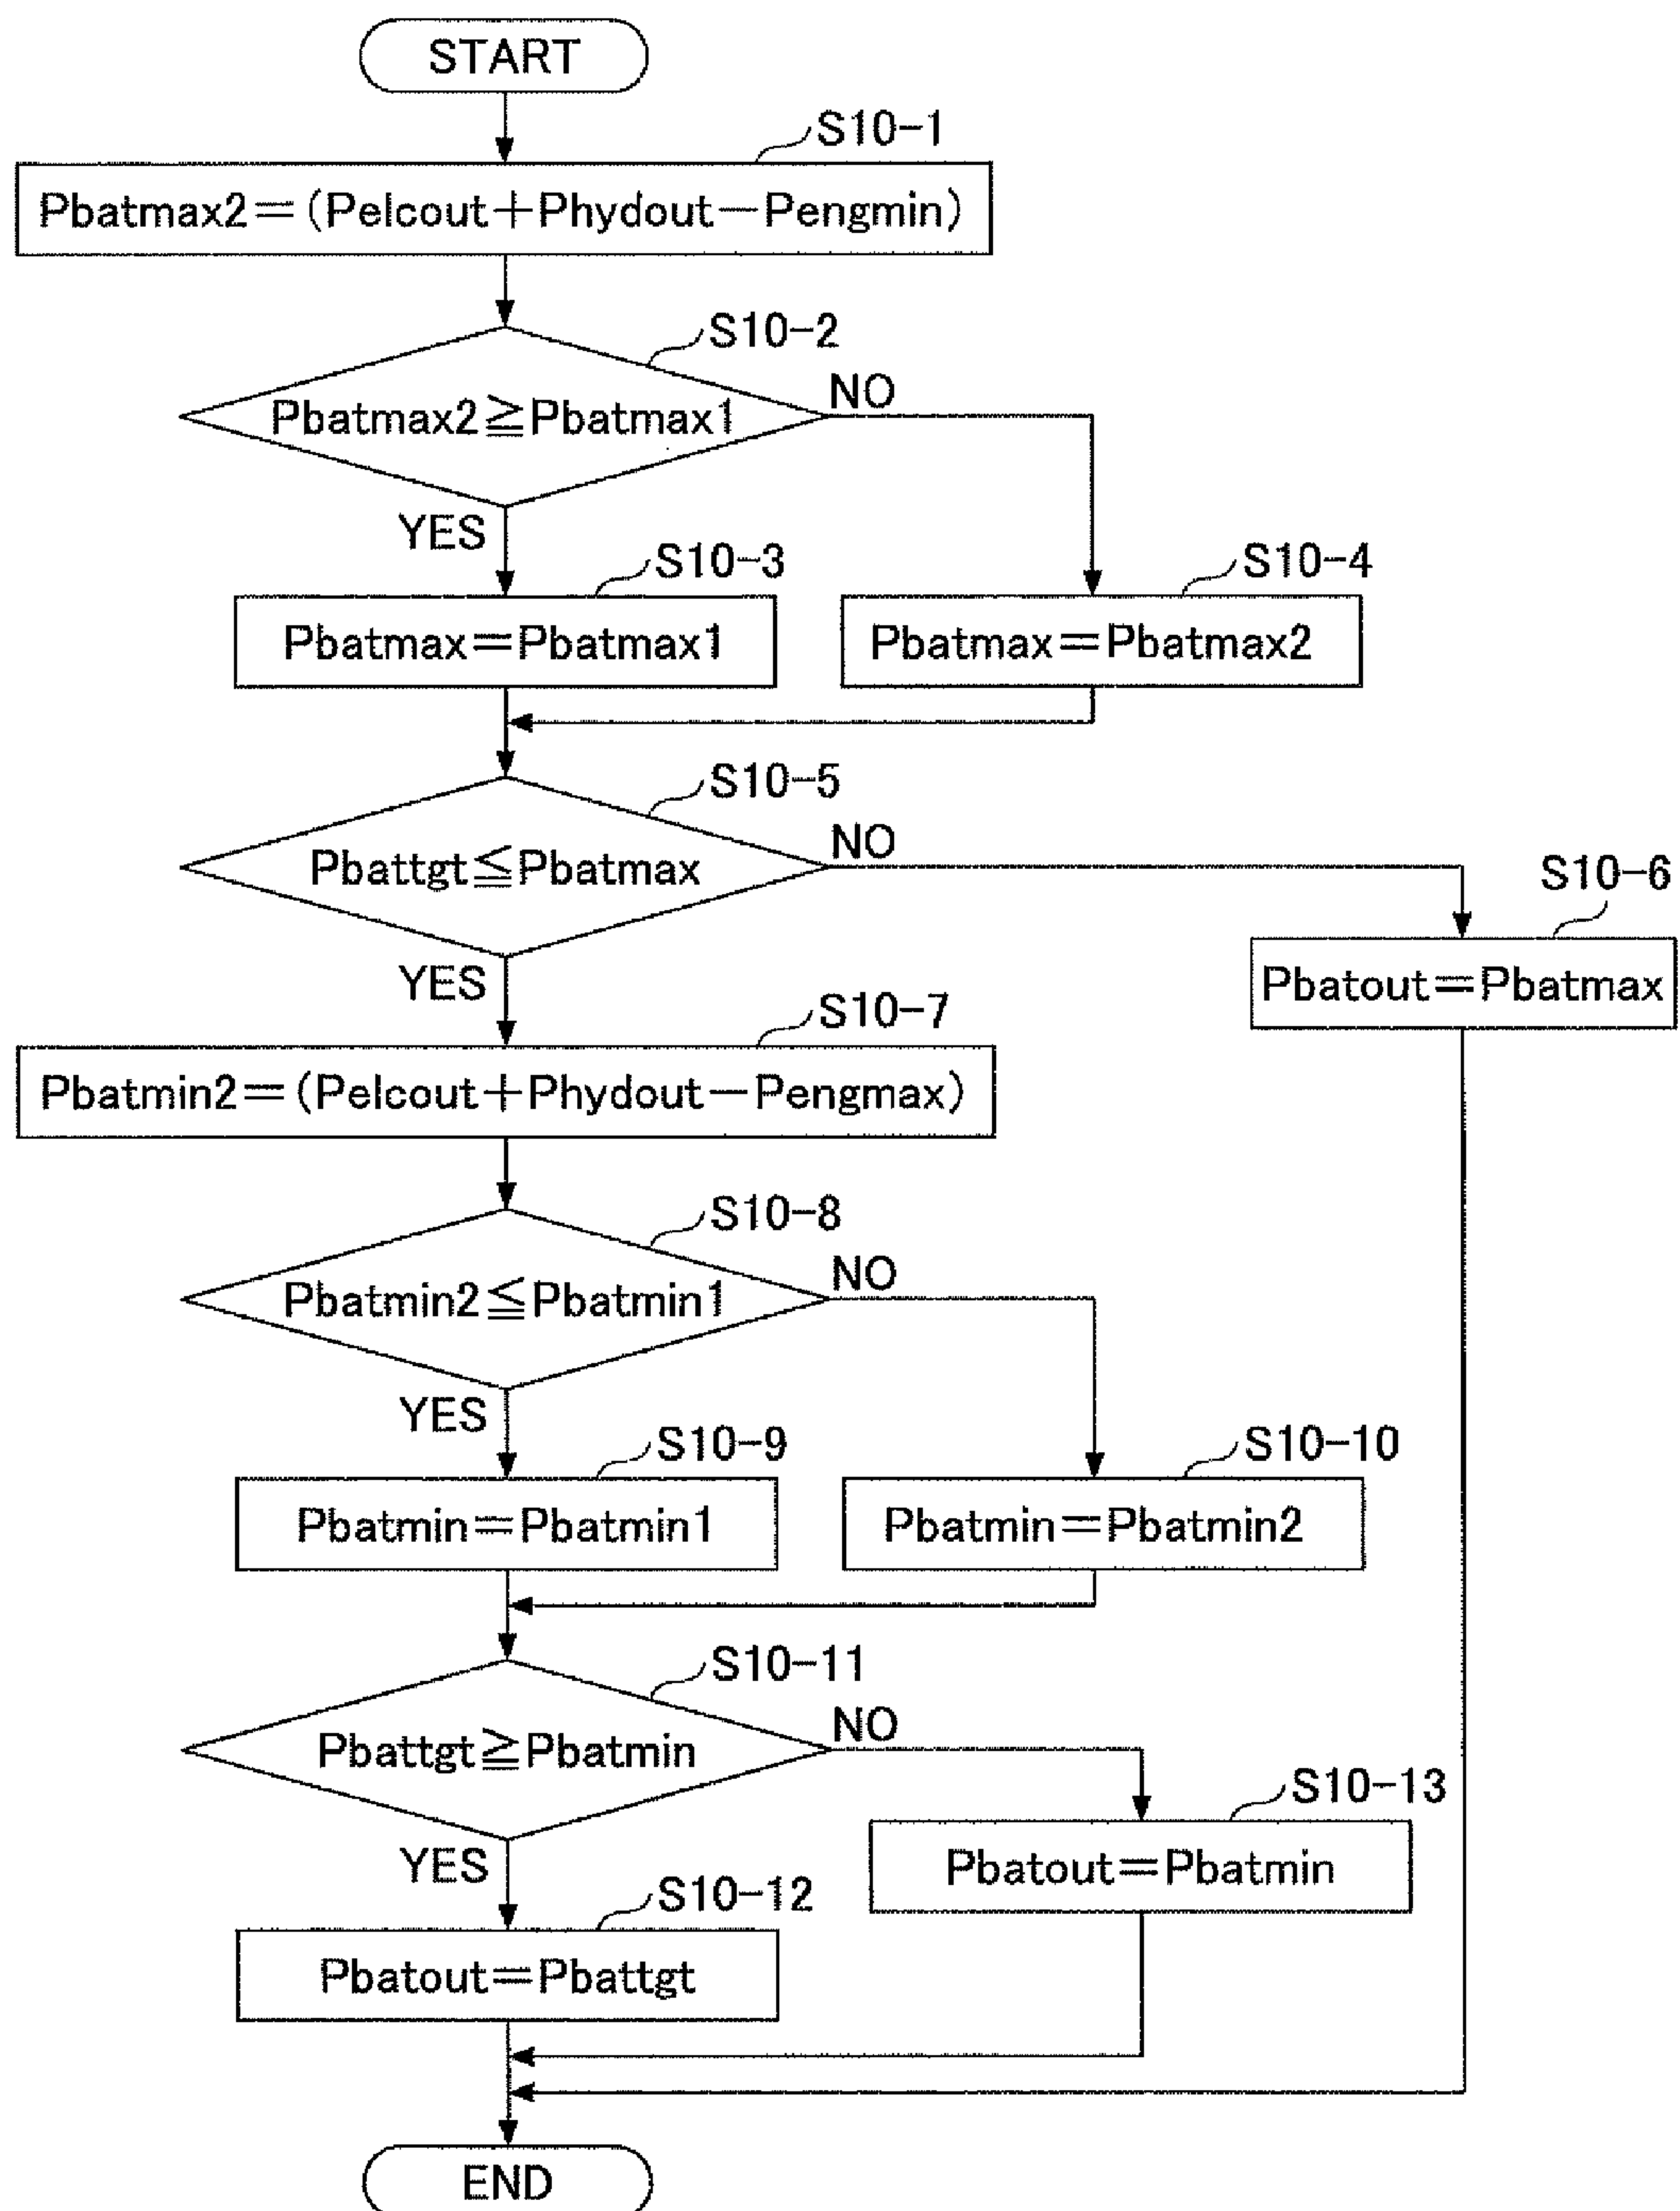 START
S10-1
Pbatmax2=(Pelcout+Phydout-Pengmin)
S10-2
Pbatmax2≧Pbatmax1
NO
YES
S10-3
S10-4
Pbatmax=Pbatmax1
Pbatmax=Pbatmax2
S10-5
Pbattgt≦Pbatmax
NO
S10-6
YES
Pbatout=Pbatmax
S10-7
Pbatmin2=(Pelcout+Phydout-Pengmax)
S10-8
Pbatmin2≦Pbatmin1
NO
YES
S10-9
S10-10
Pbatmin=Pbatmin1
Pbatmin=Pbatmin2
S10-11
Pbattgt≧Pbatmin
NO
S10-13
YES
Pbatout=Pbatmin
S10-12
Pbatout=Pbattgt
END